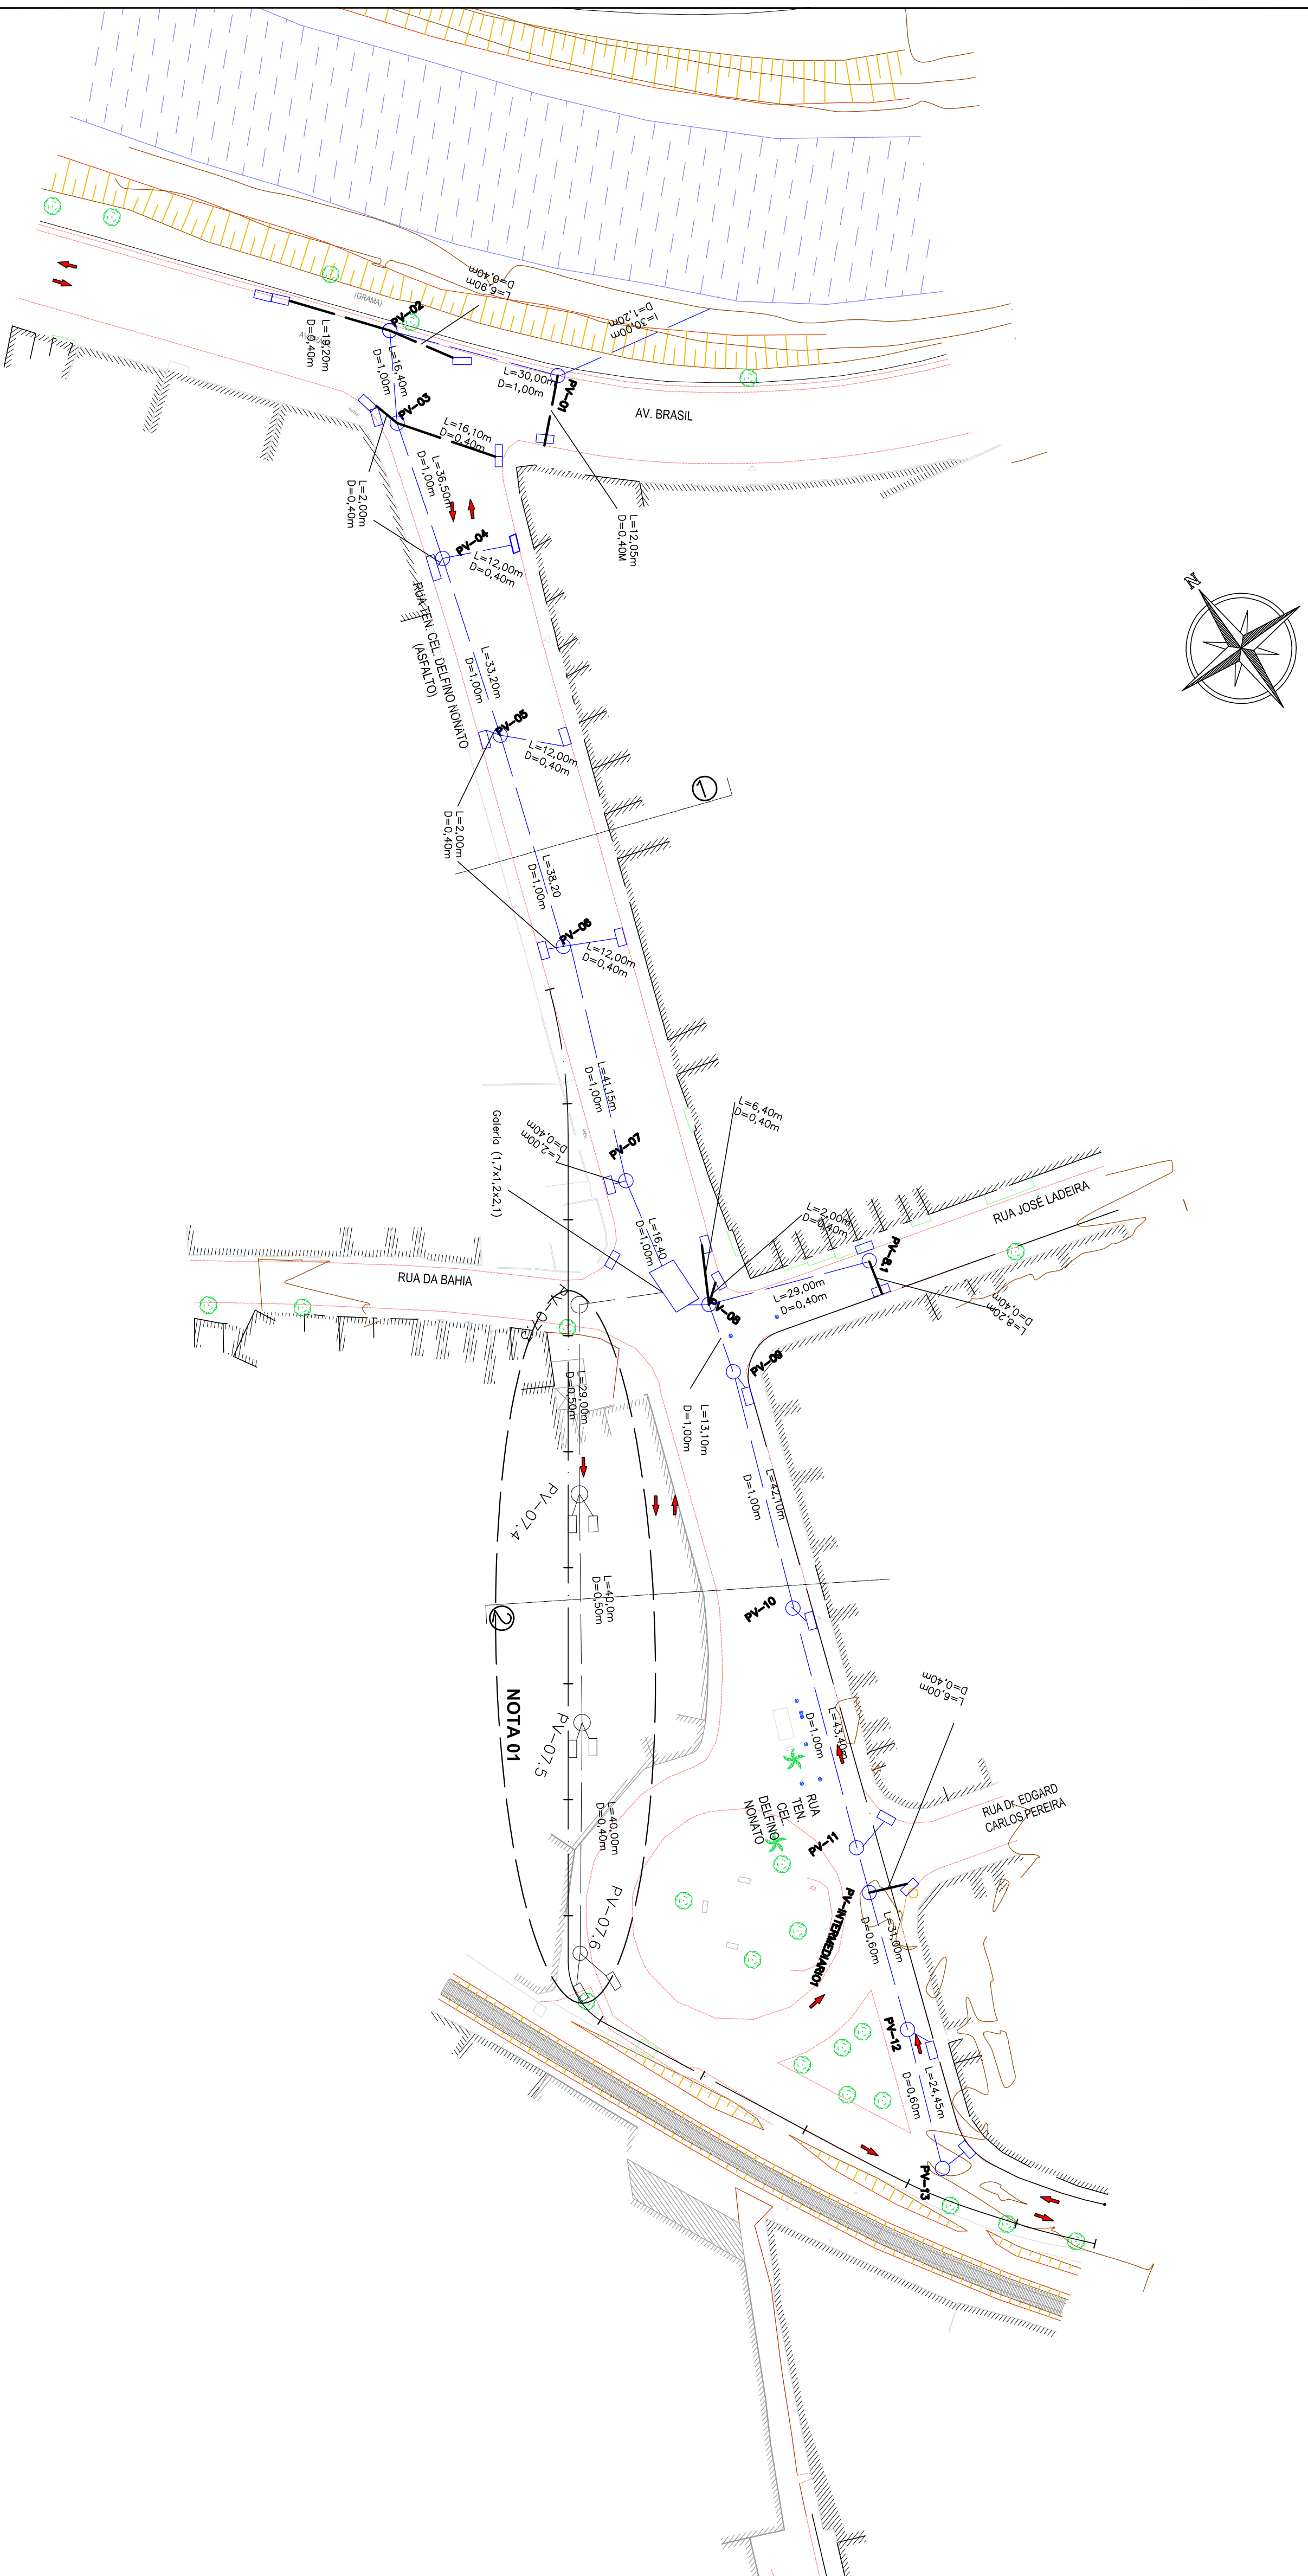 L=6,90m
D=0,40m
l=30,00m
D=1,20m
(GRAMA)
PV-02
L=19,20m
D=0,40m
L=16,40m
D=1,00m
L=30,00m
D=1,00m
PV-01
AV. BRASIL
PV-03
L=16,10m
D=0,40m
L=36,50m
D=1,00m
L=2,00m
D=0,40m
L=12,05m
D=0,40M
PV-04
L=12,00m
D=0,40m
N
RUA TEN. CEL. DELFINO NONATO
(ASFALTO)
L=33,20m
D=1,00m
PV-05
L=12,00m
D=0,40m
1
L=2,00m
D=0,40m
L=38,20
D=1,00m
PV-06
L=12,00m
D=0,40m
L=41,15m
D=1,00m
L=6,40m
D=0,40m
Galeria (1,7x1,2x2,1)
L=2,00m
D=0,40m
PV-07
RUA JOSÉ LADEIRA
L=2,00m
D=0,40m
L=16,40
D=1,00m
PV-8.1
RUA DA BAHIA
L=29,00m
D=0,40m
L=8,20m
D=0,40m
PV-08
PV-09
L=29,00m
D=0,50m
L=13,10m
D=1,00m
L=42,10m
D=1,00m
PV-07.4
L=40,0m
D=0,50m
PV-10
2
NOTA 01
L=6,00m
D=0,40m
PV-07.5
L=43,40m
D=1,00m
RUA
TEN.
CEL.
DELFINO
NONATO
RUA Dr. EDGARD
CARLOS PEREIRA
L=40,00m
D=0,40m
PV-11
PV-07.6
PV-INTERMEDIARIO1
L=31,00m
D=0,60m
PV-12
L=24,45m
D=0,60m
PV-13